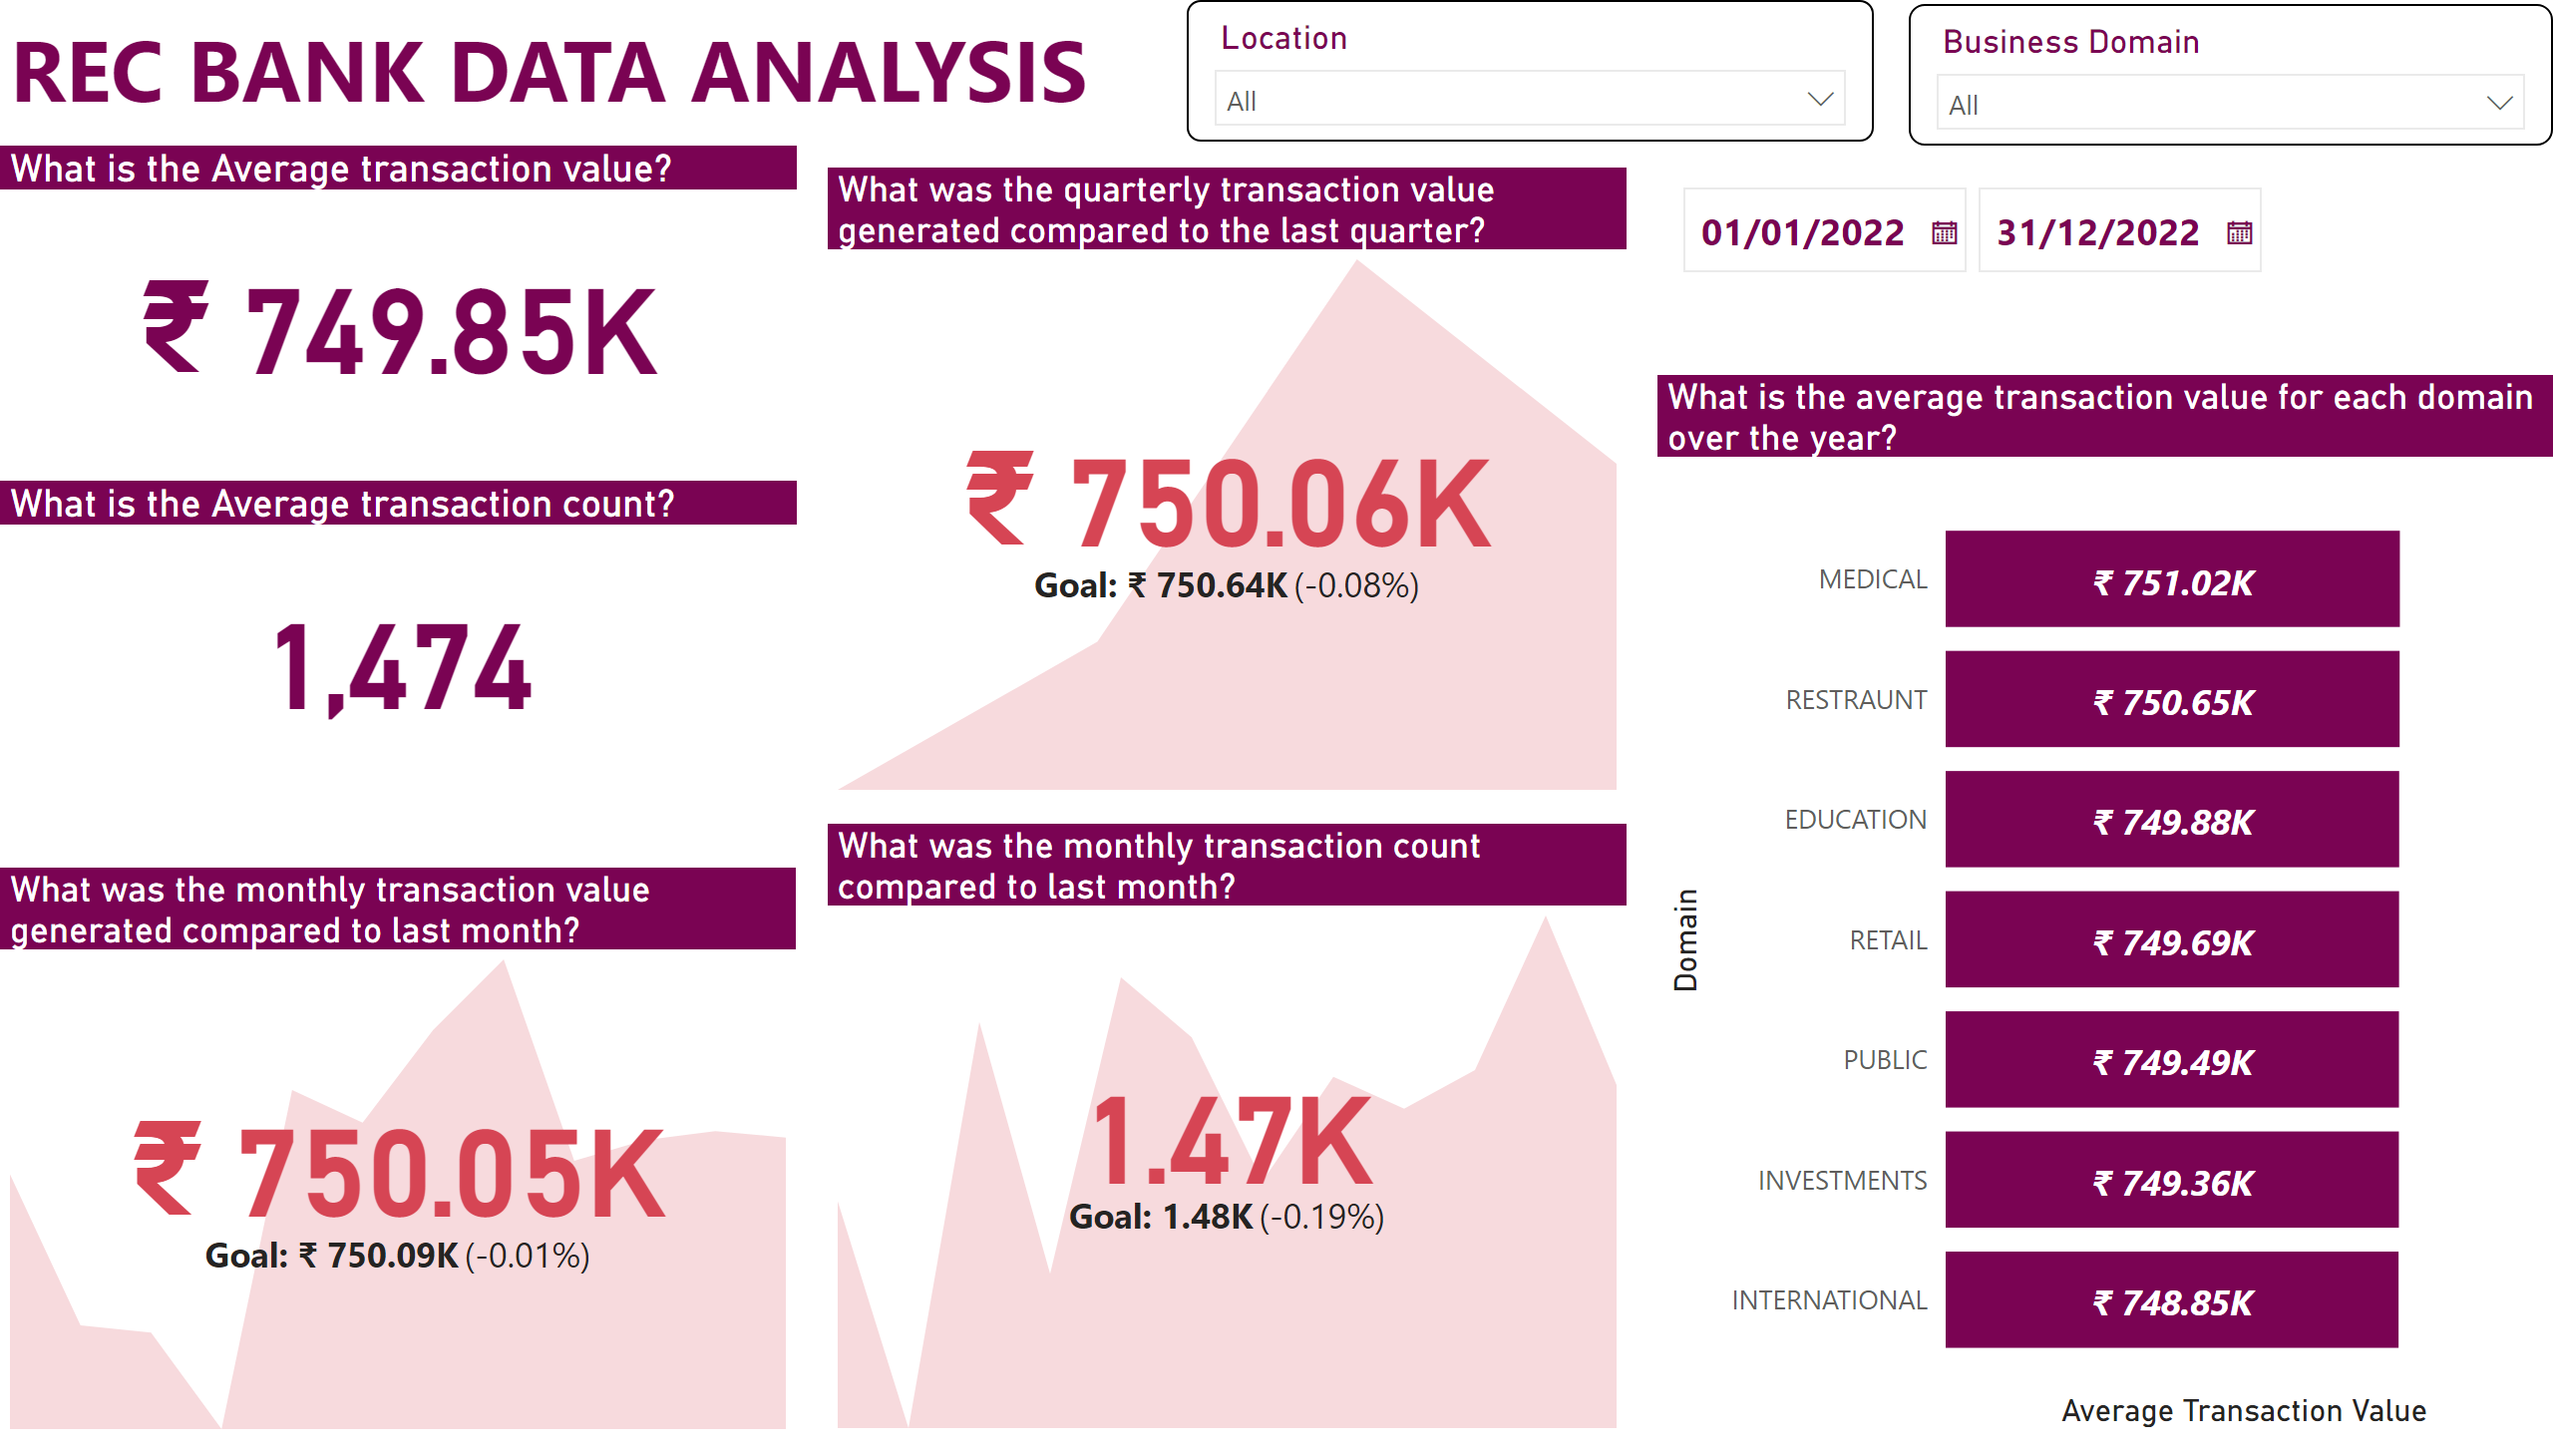 REC BANK DATA ANALYSIS
Location
All
Business Domain
All
What is the Average transaction value?
₹ 749.85K
What is the Average transaction count?
1,474
What was the monthly transaction value
generated compared to last month?
₹ 750.05K
Goal: ₹ 750.09K (-0.01%)
What was the quarterly transaction value
generated compared to the last quarter?
₹ 750.06K
Goal: ₹ 750.64K (-0.08%)
What was the monthly transaction count
compared to last month?
1.47K
Goal: 1.48K (-0.19%)
01/01/2022
31/12/2022
What is the average transaction value for each domain
over the year?
Domain
MEDICAL ₹ 751.02K
RESTRAUNT ₹ 750.65K
EDUCATION ₹ 749.88K
RETAIL ₹ 749.69K
PUBLIC ₹ 749.49K
INVESTMENTS ₹ 749.36K
INTERNATIONAL ₹ 748.85K
Average Transaction Value